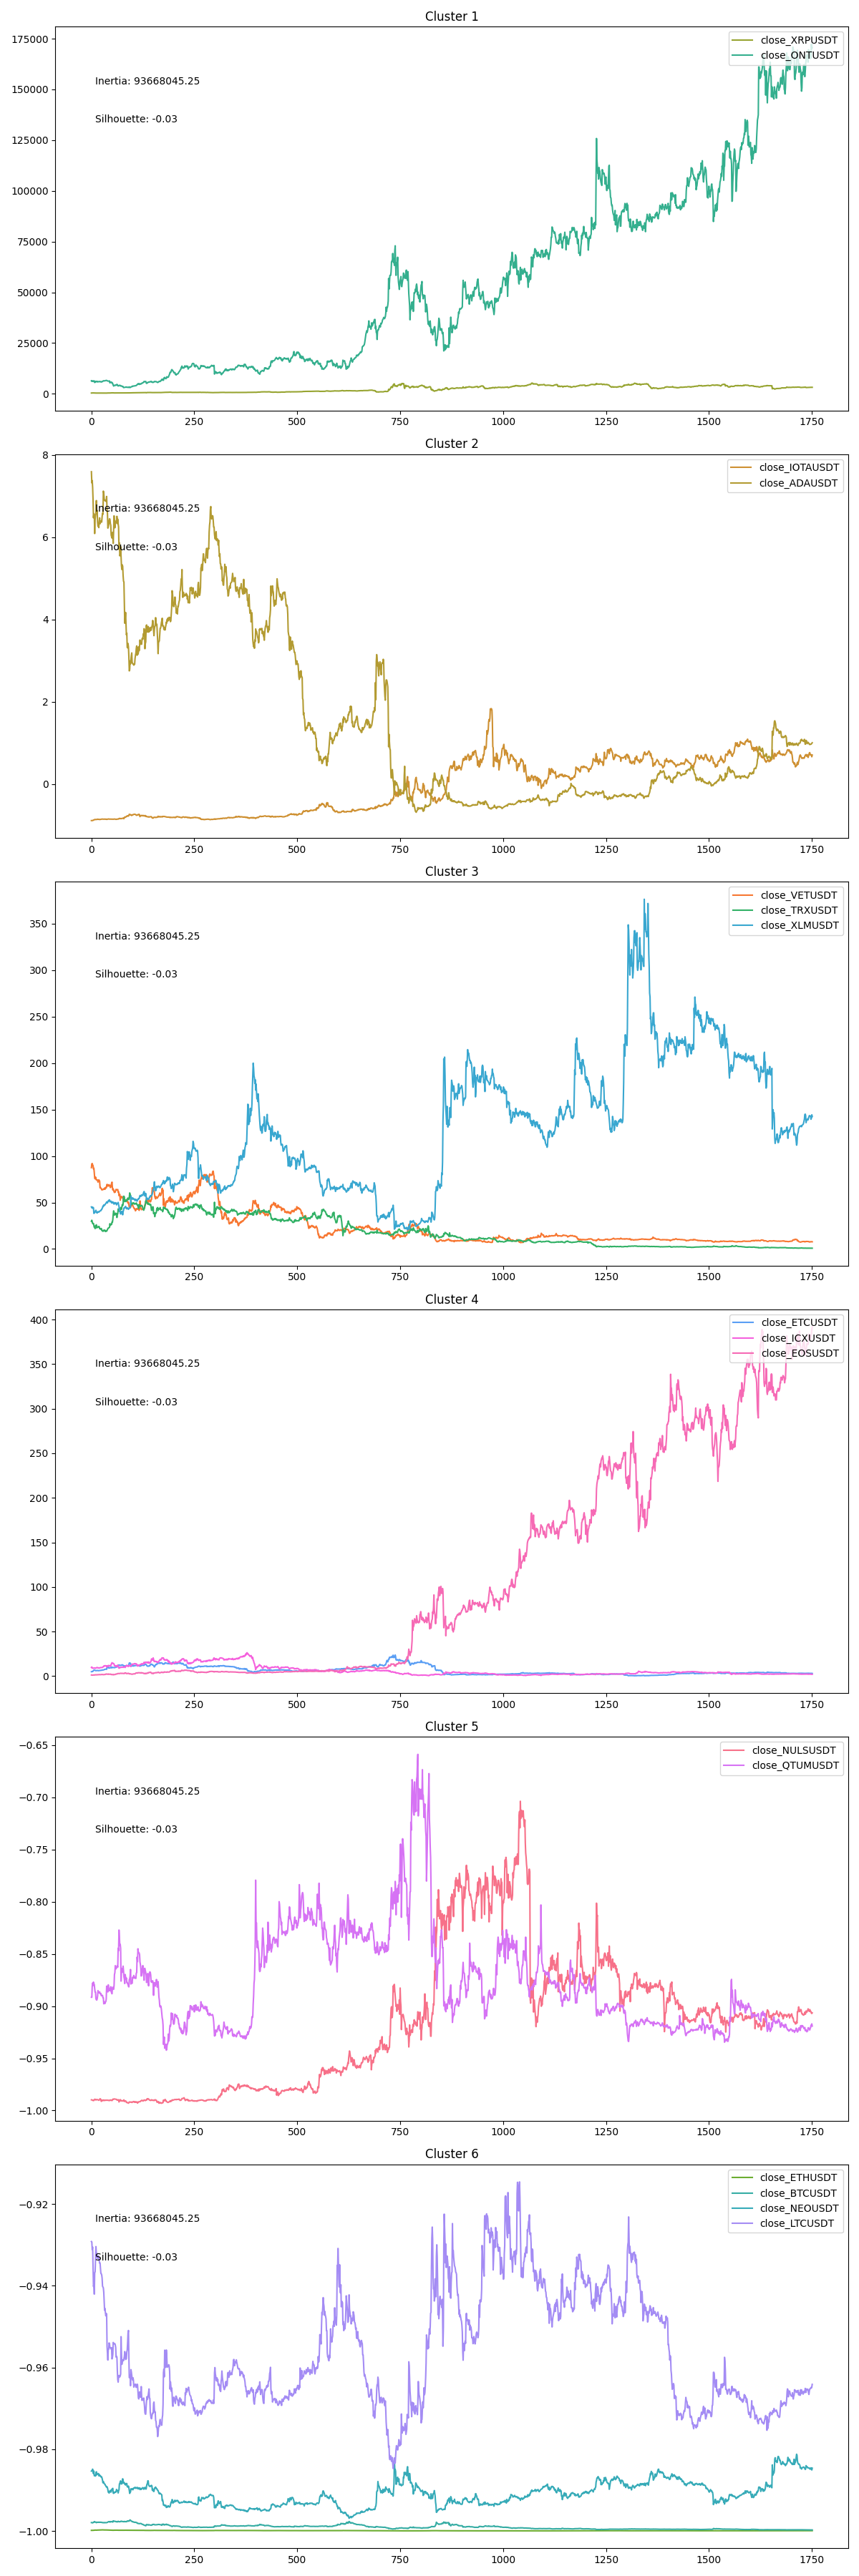 Cluster 1
175000
150000
125000
100000
75000
50000
25000
0
Inertia: 93668045.25
Silhouette: -0.03
close_XRPUSDT
close_ONTUSDT
0 250 500 750 1000 1250 1500 1750
Cluster 2
8
6
4
2
0
Inertia: 93668045.25
Silhouette: -0.03
close_IOTAUSDT
close_ADAUSDT
0 250 500 750 1000 1250 1500 1750
Cluster 3
350
300
250
200
150
100
50
0
Inertia: 93668045.25
Silhouette: -0.03
close_VETUSDT
close_TRXUSDT
close_XLMUSDT
0 250 500 750 1000 1250 1500 1750
Cluster 4
400
350
300
250
200
150
100
50
0
Inertia: 93668045.25
Silhouette: -0.03
close_ETCUSDT
close_ICXUSDT
close_EOSUSDT
0 250 500 750 1000 1250 1500 1750
Cluster 5
−0.65
−0.70
−0.75
−0.80
−0.85
−0.90
−0.95
−1.00
Inertia: 93668045.25
Silhouette: -0.03
close_NULSUSDT
close_QTUMUSDT
0 250 500 750 1000 1250 1500 1750
Cluster 6
−0.92
−0.94
−0.96
−0.98
−1.00
Inertia: 93668045.25
Silhouette: -0.03
close_ETHUSDT
close_BTCUSDT
close_NEOUSDT
close_LTCUSDT
0 250 500 750 1000 1250 1500 1750